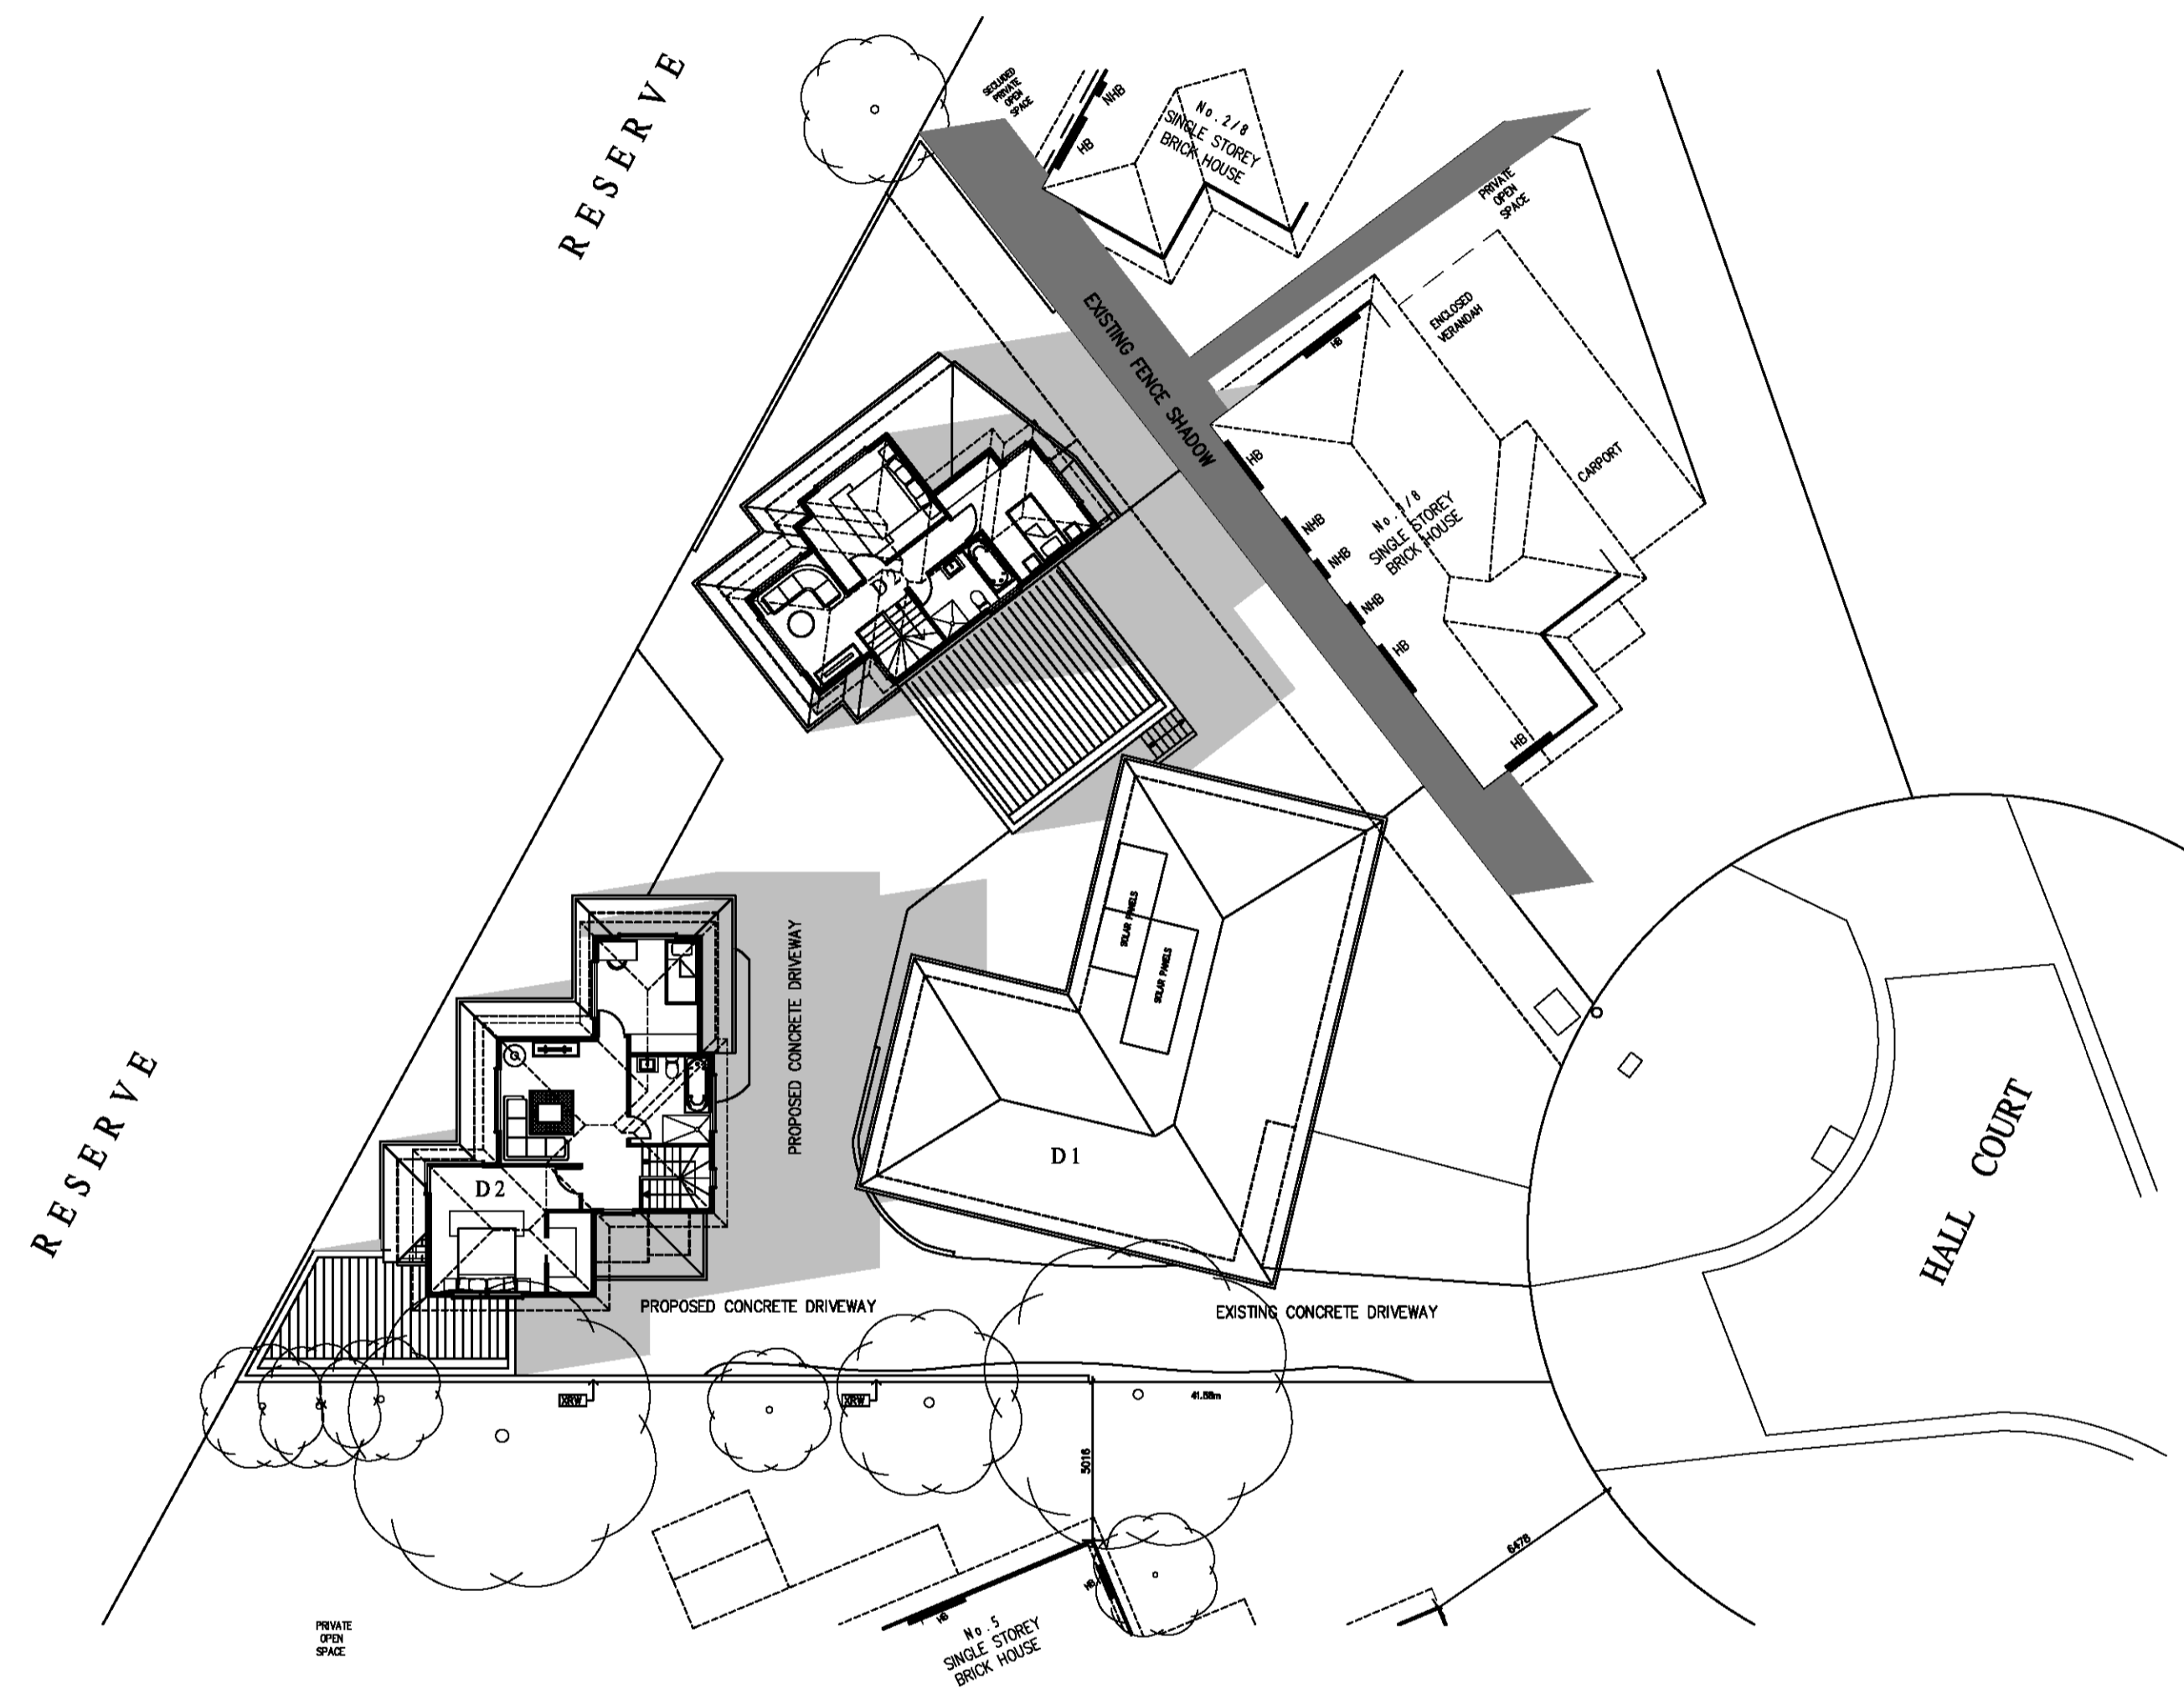 RESERVE
SECLUDED
PRIVATE
OPEN
SPACE
NHB
HB
No.2/8
SINGLE STOREY
BRICK HOUSE
PRIVATE
OPEN
SPACE
EXISTING FENCE SHADOW
HB
ENCLOSED
VERANDAH
CARPORT
HB
NHB
NHB
NHB
HB
SINGLE STOREY
BRICK HOUSE
HB
D2
SOLAR PANELS
SOLAR PANELS
PROPOSED CONCRETE DRIVEWAY
RESERVE
D1
D2
HALL COURT
PROPOSED CONCRETE DRIVEWAY
EXISTING CONCRETE DRIVEWAY
XRW
XRW
41.58m
5016
6478
HB
HB
PRIVATE
OPEN
SPACE
No.5
SINGLE STOREY
BRICK HOUSE